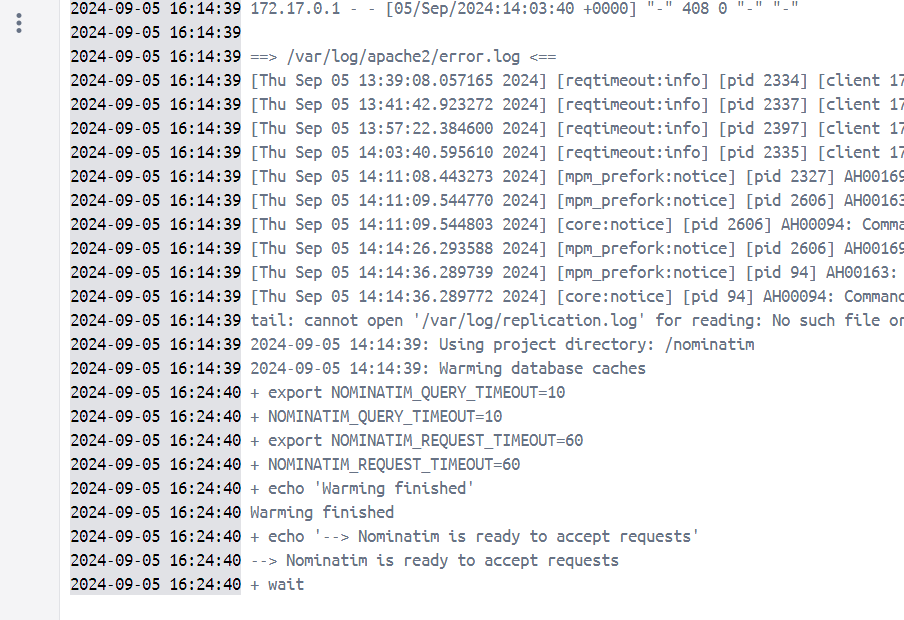 2024-09-05 16:14:39 172.17.0.1 - - [05/Sep/2024:14:03:40 +0000] "-" 408 0 "-" "-"
2024-09-05 16:14:39
2024-09-05 16:14:39 ==> /var/log/apache2/error.log <==
2024-09-05 16:14:39 [Thu Sep 05 13:39:08.057165 2024] [reqtimeout:info] [pid 2334] [client 17
2024-09-05 16:14:39 [Thu Sep 05 13:41:42.923272 2024] [reqtimeout:info] [pid 2337] [client 17
2024-09-05 16:14:39 [Thu Sep 05 13:57:22.384600 2024] [reqtimeout:info] [pid 2397] [client 17
2024-09-05 16:14:39 [Thu Sep 05 14:03:40.595610 2024] [reqtimeout:info] [pid 2335] [client 17
2024-09-05 16:14:39 [Thu Sep 05 14:11:08.443273 2024] [mpm_prefork:notice] [pid 2327] AH00169
2024-09-05 16:14:39 [Thu Sep 05 14:11:09.544770 2024] [mpm_prefork:notice] [pid 2606] AH00163
2024-09-05 16:14:39 [Thu Sep 05 14:11:09.544803 2024] [core:notice] [pid 2606] AH00094: Comma
2024-09-05 16:14:39 [Thu Sep 05 14:14:26.293588 2024] [mpm_prefork:notice] [pid 2606] AH00169
2024-09-05 16:14:39 [Thu Sep 05 14:14:36.289739 2024] [mpm_prefork:notice] [pid 94] AH00163:
2024-09-05 16:14:39 [Thu Sep 05 14:14:36.289772 2024] [core:notice] [pid 94] AH00094: Command
2024-09-05 16:14:39 tail: cannot open '/var/log/replication.log' for reading: No such file or
2024-09-05 16:14:39 2024-09-05 14:14:39: Using project directory: /nominatim
2024-09-05 16:14:39 2024-09-05 14:14:39: Warming database caches
2024-09-05 16:24:40 + export NOMINATIM_QUERY_TIMEOUT=10
2024-09-05 16:24:40 + NOMINATIM_QUERY_TIMEOUT=10
2024-09-05 16:24:40 + export NOMINATIM_REQUEST_TIMEOUT=60
2024-09-05 16:24:40 + NOMINATIM_REQUEST_TIMEOUT=60
2024-09-05 16:24:40 + echo 'Warming finished'
2024-09-05 16:24:40 Warming finished
2024-09-05 16:24:40 + echo '--> Nominatim is ready to accept requests'
2024-09-05 16:24:40 --> Nominatim is ready to accept requests
2024-09-05 16:24:40 + wait